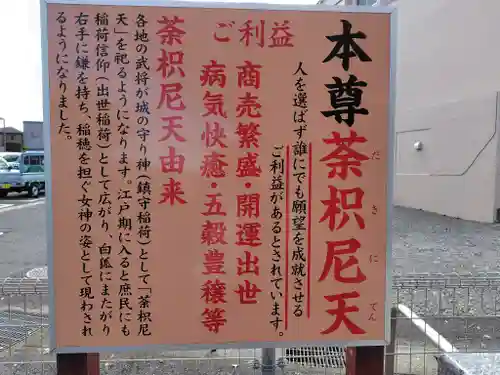 本尊荼枳尼天
だきにてん
人を選ばず誰にでも願望を成就させる
ご利益があるとされています。
ご利益
商売繁盛・開運出世
病気快癒・五穀豊穣等
荼枳尼天由来
各地の武将が城の守り神(鎮守稲荷)として「荼枳尼
天」を祀るようになります。江戸期に入ると庶民にも
稲荷信仰(出世稲荷)として広がり、白狐にまたがり
右手に鎌を持ち、稲穂を担ぐ女神の姿として現わされ
るようになりました。